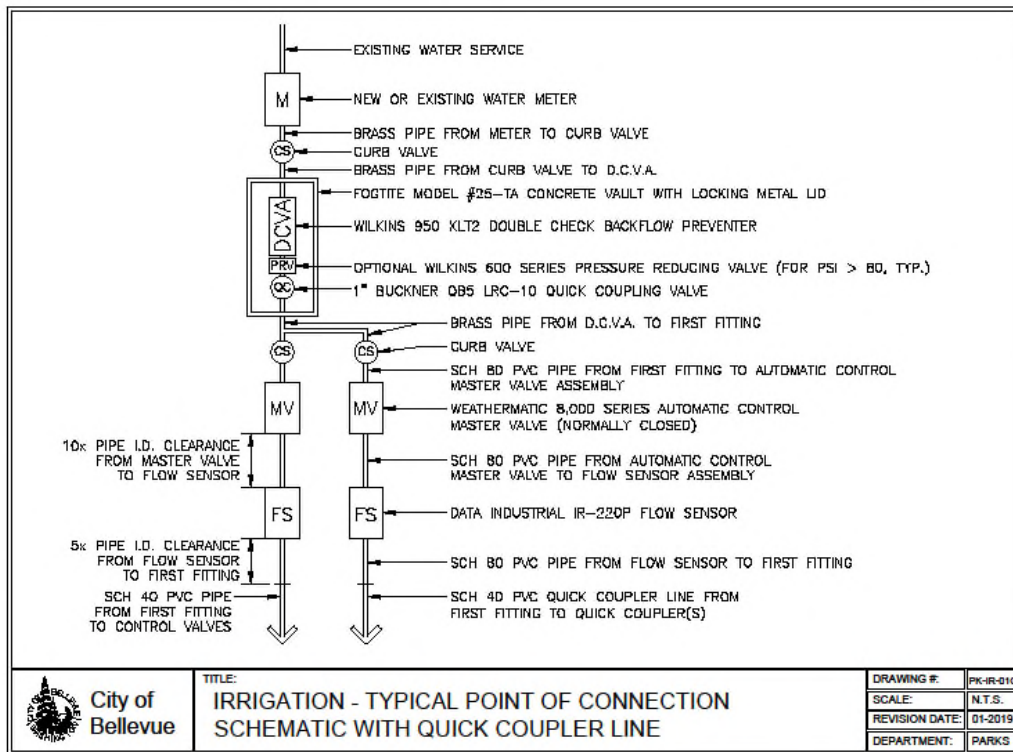 EXISTING WATER SERVICE
M
NEW OR EXISTING WATER METER
BRASS PIPE FROM METER TO CURB VALVE
CS
CURB VALVE
BRASS PIPE FROM CURB VALVE TO D.C.V.A.
FOGTITE MODEL #25-TA CONCRETE VAULT WITH LOCKING METAL LID
DCVA
WILKINS 950 XLT2 DOUBLE CHECK BACKFLOW PREVENTER
PRV
OPTIONAL WILKINS 600 SERIES PRESSURE REDUCING VALVE (FOR PSI > 80, TYP.)
QC
1" BUCKNER QB5 LRC-10 QUICK COUPLING VALVE
BRASS PIPE FROM D.C.V.A. TO FIRST FITTING
CS
CS
CURB VALVE
SCH 80 PVC PIPE FROM FIRST FITTING TO AUTOMATIC CONTROL
MASTER VALVE ASSEMBLY
MV
MV
WEATHERMATIC 8,000 SERIES AUTOMATIC CONTROL
MASTER VALVE (NORMALLY CLOSED)
10x PIPE I.D. CLEARANCE
FROM MASTER VALVE
TO FLOW SENSOR
SCH 80 PVC PIPE FROM AUTOMATIC CONTROL
MASTER VALVE TO FLOW SENSOR ASSEMBLY
FS
FS
DATA INDUSTRIAL IR-220P FLOW SENSOR
5x PIPE I.D. CLEARANCE
FROM FLOW SENSOR
TO FIRST FITTING
SCH 80 PVC PIPE FROM FLOW SENSOR TO FIRST FITTING
SCH 40 PVC PIPE
FROM FIRST FITTING
TO CONTROL VALVES
SCH 40 PVC QUICK COUPLER LINE FROM
FIRST FITTING TO QUICK COUPLER(S)
City of
Bellevue
TITLE:
IRRIGATION - TYPICAL POINT OF CONNECTION
SCHEMATIC WITH QUICK COUPLER LINE
DRAWING #: PK-IR-010
SCALE: N.T.S.
REVISION DATE: 01-2019
DEPARTMENT: PARKS